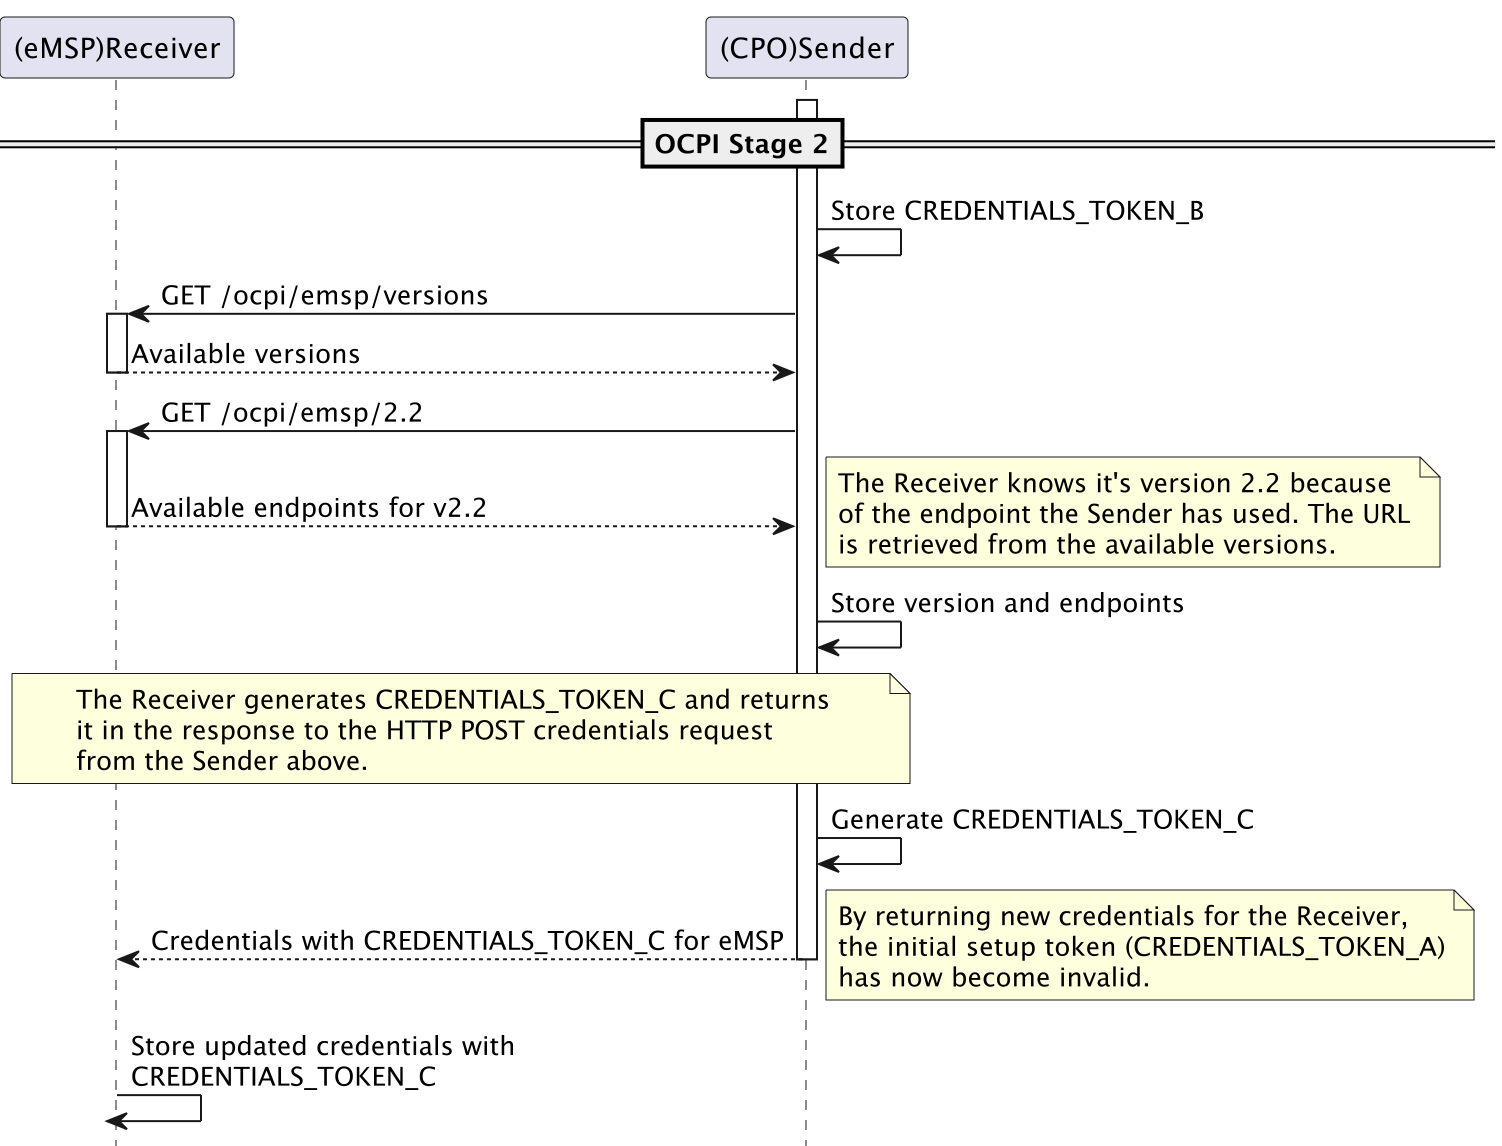 (eMSP)Receiver
(CPO)Sender
OCPI Stage 2
Store CREDENTIALS_TOKEN_B
GET /ocpi/emsp/versions
Available versions
GET /ocpi/emsp/2.2
The Receiver knows it's version 2.2 because
of the endpoint the Sender has used. The URL
is retrieved from the available versions.
Available endpoints for v2.2
Store version and endpoints
The Receiver generates CREDENTIALS_TOKEN_C and returns
it in the response to the HTTP POST credentials request
from the Sender above.
Generate CREDENTIALS_TOKEN_C
By returning new credentials for the Receiver,
the initial setup token (CREDENTIALS_TOKEN_A)
has now become invalid.
Credentials with CREDENTIALS_TOKEN_C for eMSP
Store updated credentials with
CREDENTIALS_TOKEN_C